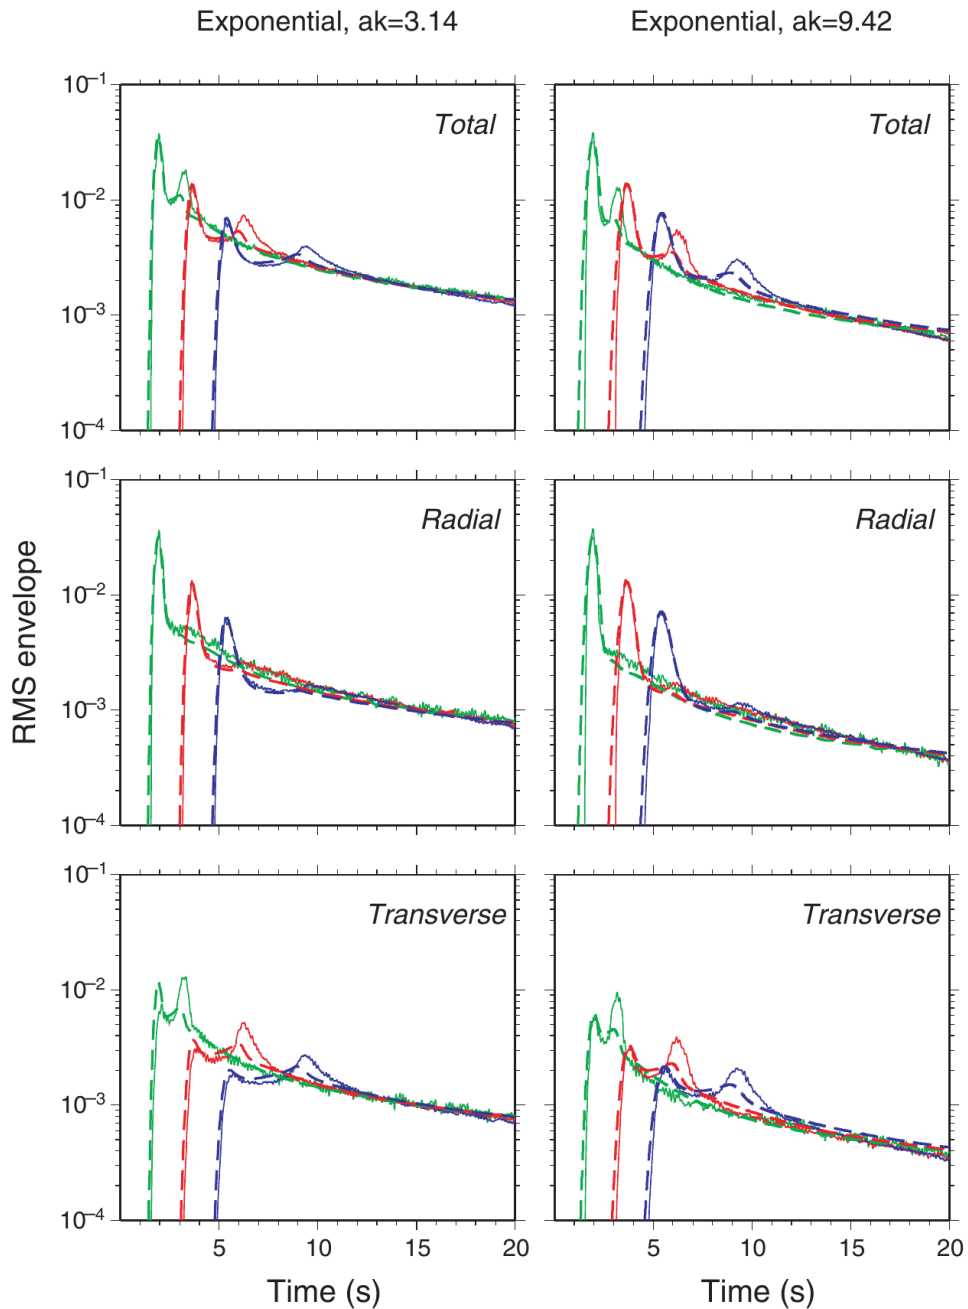 Exponential, ak=3.14 Exponential, ak=9.42
10⁻¹
Total Total
10⁻²
10⁻³
10⁻⁴
10⁻¹
Radial Radial
10⁻²
RMS envelope
10⁻³
10⁻⁴
10⁻¹
Transverse Transverse
10⁻²
10⁻³
10⁻⁴
5 10 15 20 5 10 15 20
Time (s) Time (s)